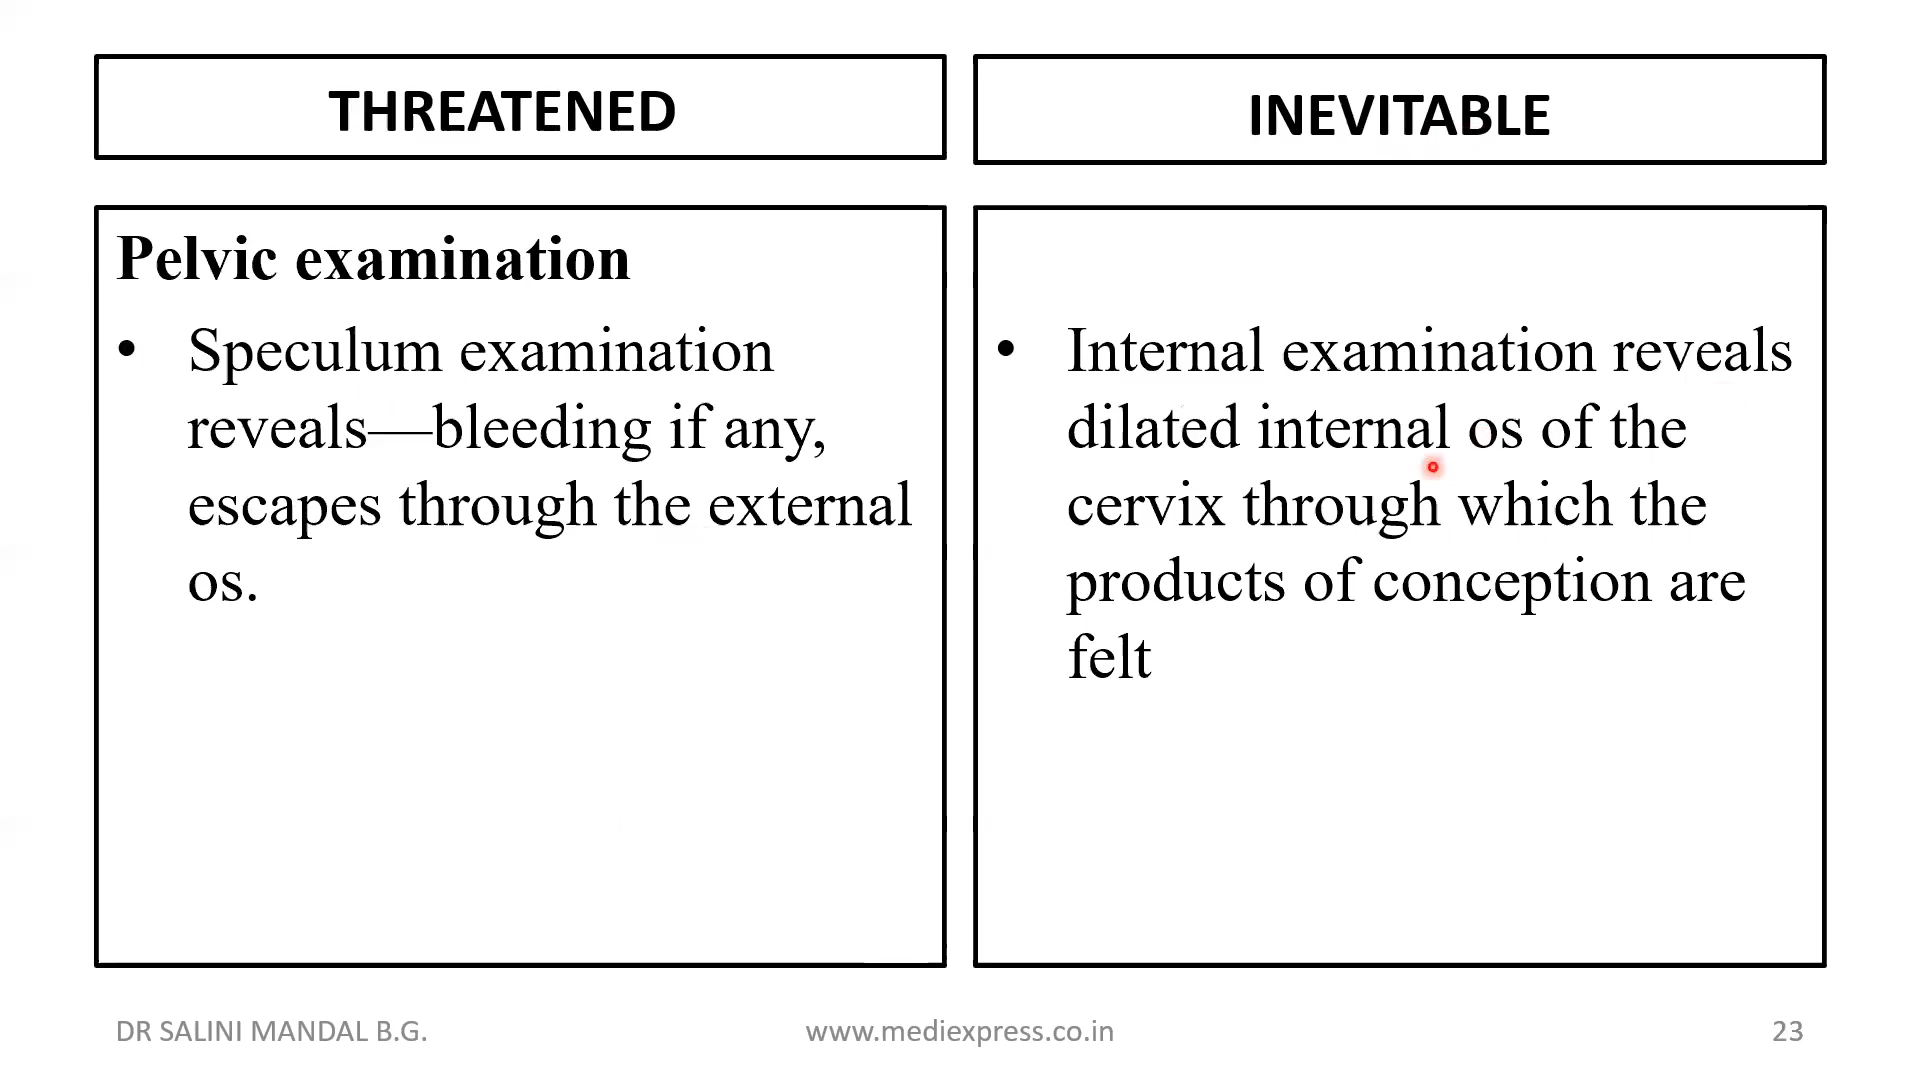 THREATENED
INEVITABLE
Pelvic examination
• Speculum examination
reveals—bleeding if any,
escapes through the external
os.
• Internal examination reveals
dilated internal os of the
cervix through which the
products of conception are
felt
DR SALINI MANDAL B.G.
www.mediexpress.co.in
23